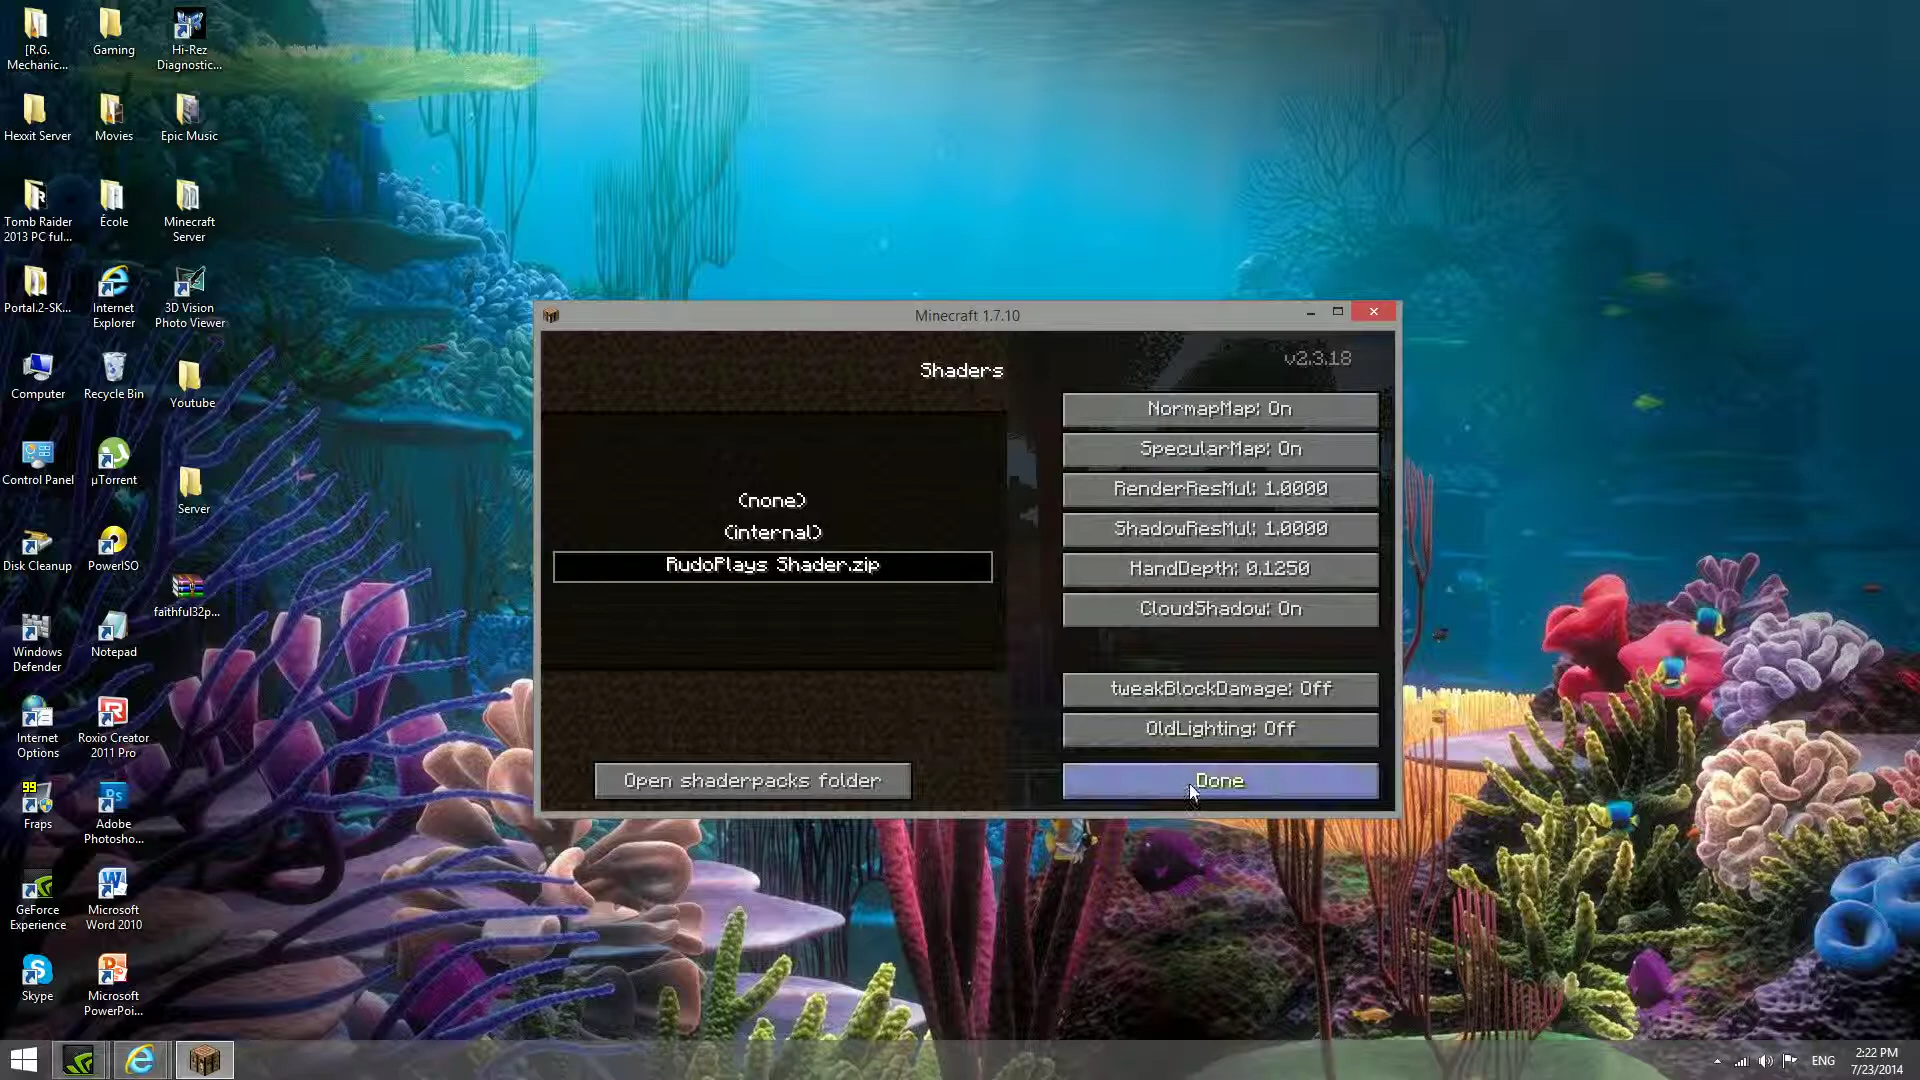 [R.G.
Mechanic...
Gaming
Hi-Rez
Diagnostic...
Hexxit Server
Movies
Epic Music
Tomb Raider
2013 PC ful...
École
Minecraft
Server
Portal.2-SK...
Internet
Explorer
3D Vision
Photo Viewer
Computer
Recycle Bin
Youtube
Control Panel
µTorrent
Server
Disk Cleanup
PowerISO
faithful32p...
Windows
Defender
Notepad
Internet
Options
Roxio Creator
2011 Pro
99
Fraps
Ps
Adobe
Photosho...
GeForce
Experience
Microsoft
Word 2010
Skype
Microsoft
PowerPoi...
Minecraft 1.7.10
Shaders
v2.3.18
(none)
(internal)
RudoPlays Shader.zip
Open shaderpacks folder
NormapMap: On
SpecularMap: On
RenderResMul: 1.0000
ShadowResMul: 1.0000
HandDepth: 0.1250
CloudShadow: On
tweakBlockDamage: Off
OldLighting: Off
Done
ENG
2:22 PM
7/23/2014